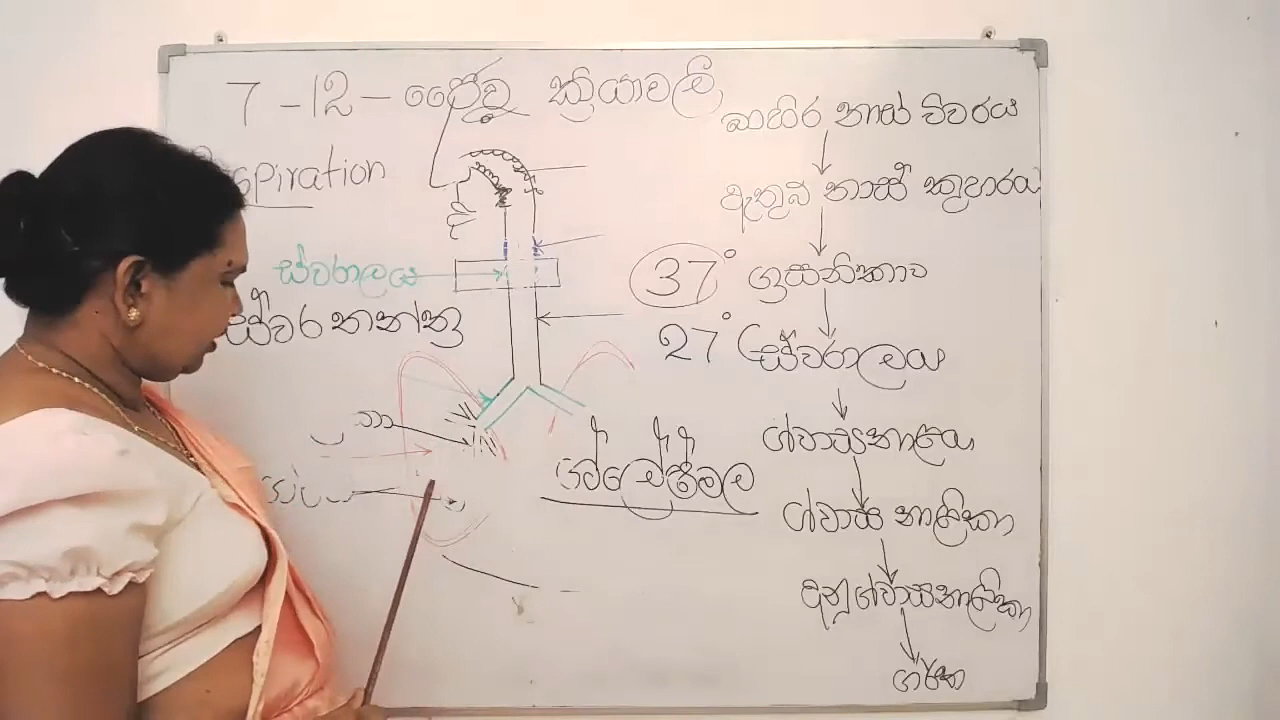 7 - 12 - ජෛව ක්‍රියාවලි
Respiration
බාහිර නාස් විවරය
ඇතුල් නාස් කුහරය
ස්වරාලය
37° ග්‍රසනිකාව
ස්වර තන්තු
27° ස්වරාලය
ශ්වාසනාලය
ශ්ලේෂ්මල
ශ්වාස නාලිකා
අනුශ්වාසනාලිකා
ගර්ත